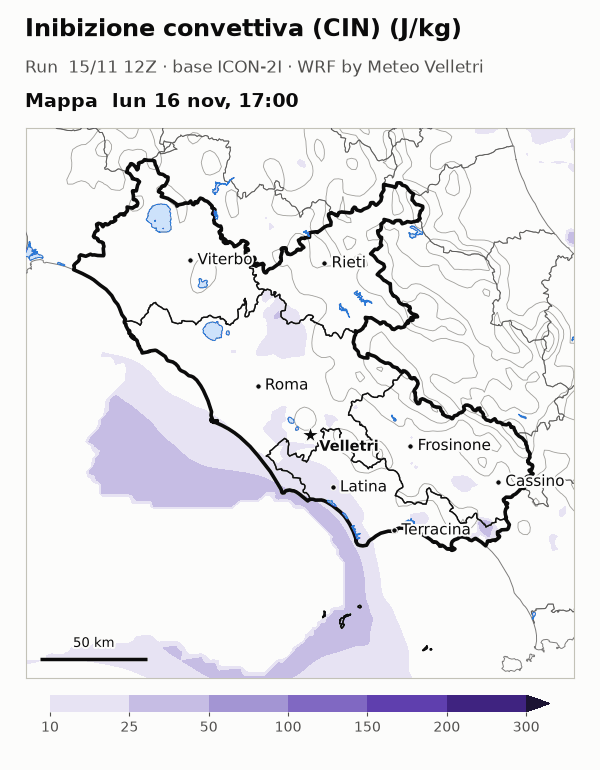 Inibizione convettiva (CIN) (J/kg)
Run  15/11 12Z · base ICON-2I · WRF by Meteo Velletri
Mappa  lun 16 nov, 17:00
Viterbo
Rieti
Roma
Velletri
Frosinone
Latina
Cassino
Terracina
50 km
10 25 50 100 150 200 300